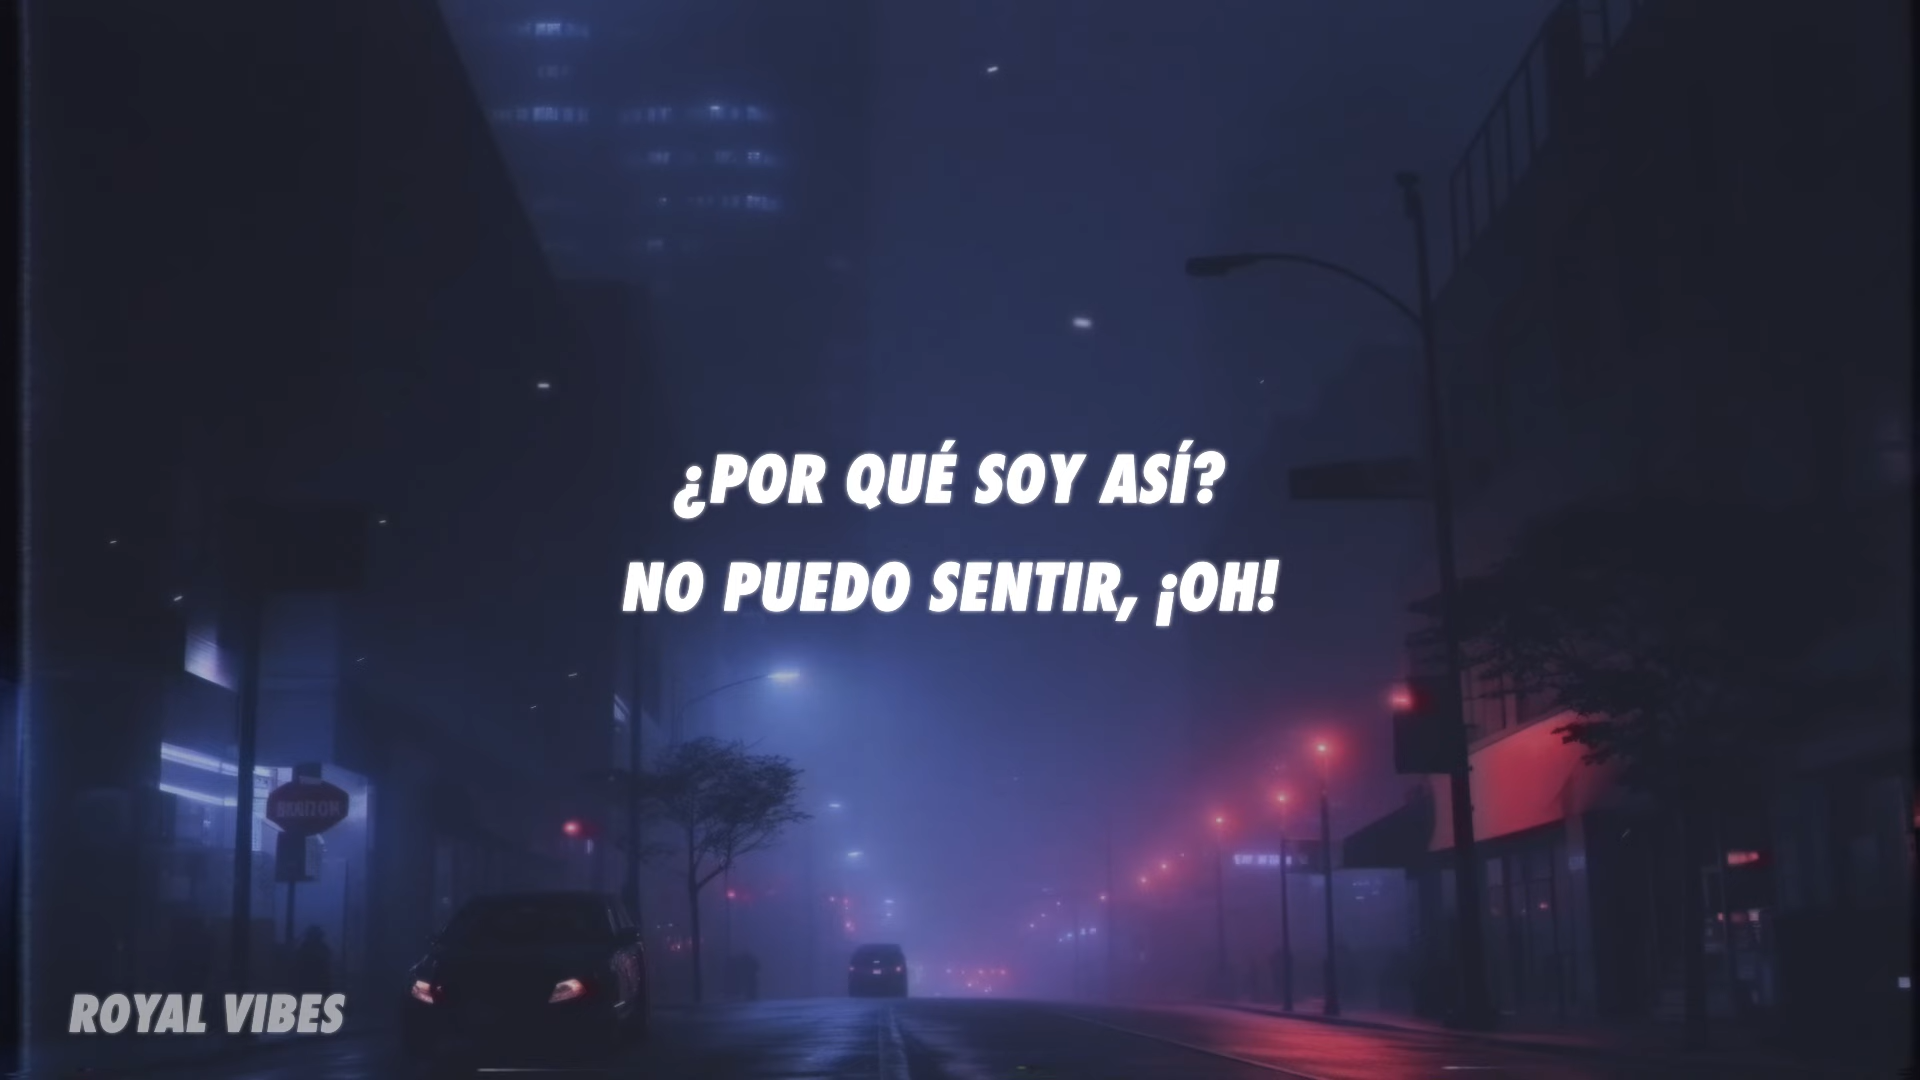 ¿POR QUÉ SOY ASÍ?
NO PUEDO SENTIR, ¡OH!
ROYAL VIBES